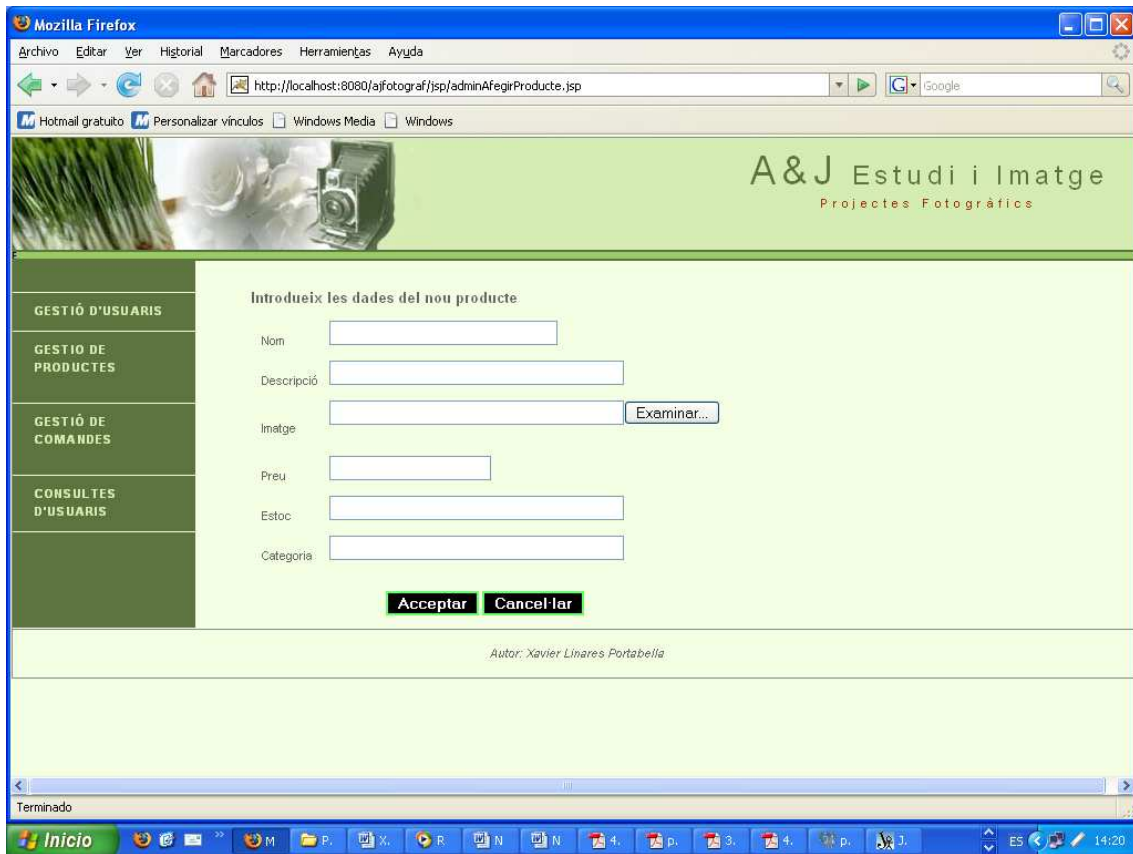 Mozilla Firefox
Archivo Editar Ver Historial Marcadores Herramientas Ayuda
http://localhost:8080/ajfotograf/jsp/adminAfegirProducte.jsp
G Google
Hotmail gratuito Personalizar vínculos Windows Media Windows
A&J Estudi i Imatge
Projectes Fotogràfics
GESTIÓ D'USUARIS
GESTIO DE
PRODUCTES
GESTIÓ DE
COMANDES
CONSULTES
D'USUARIS
Introdueix les dades del nou producte
Nom
Descripció
Imatge
Examinar...
Preu
Estoc
Categoria
Acceptar Cancel·lar
Autor: Xavier Linares Portabella
Terminado
Inicio M P. X. R N N 4. p. 3. 4. p. J. ES 14:20